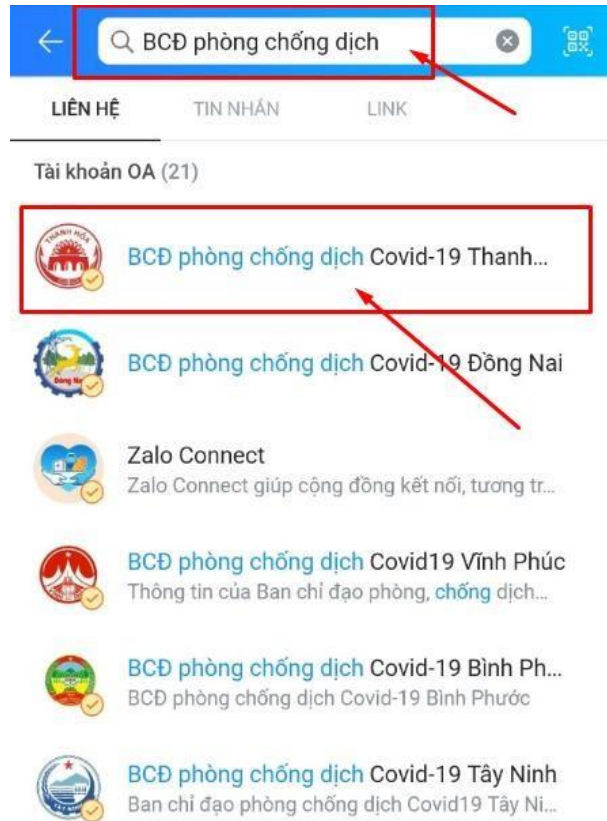 BCĐ phòng chống dịch
LIÊN HỆ TIN NHẮN LINK
Tài khoản OA (21)
THANH HÓA
BCĐ phòng chống dịch Covid-19 Thanh...
BCĐ phòng chống dịch Covid-19 Đồng Nai
Zalo Connect
Zalo Connect giúp cộng đồng kết nối, tương tr...
BCĐ phòng chống dịch Covid19 Vĩnh Phúc
Thông tin của Ban chỉ đạo phòng, chống dịch...
BCĐ phòng chống dịch Covid-19 Bình Ph...
BCĐ phòng chống dịch Covid-19 Bình Phước
BCĐ phòng chống dịch Covid-19 Tây Ninh
TÂY NINH
Ban chỉ đạo phòng chống dịch Covid19 Tây Ni...